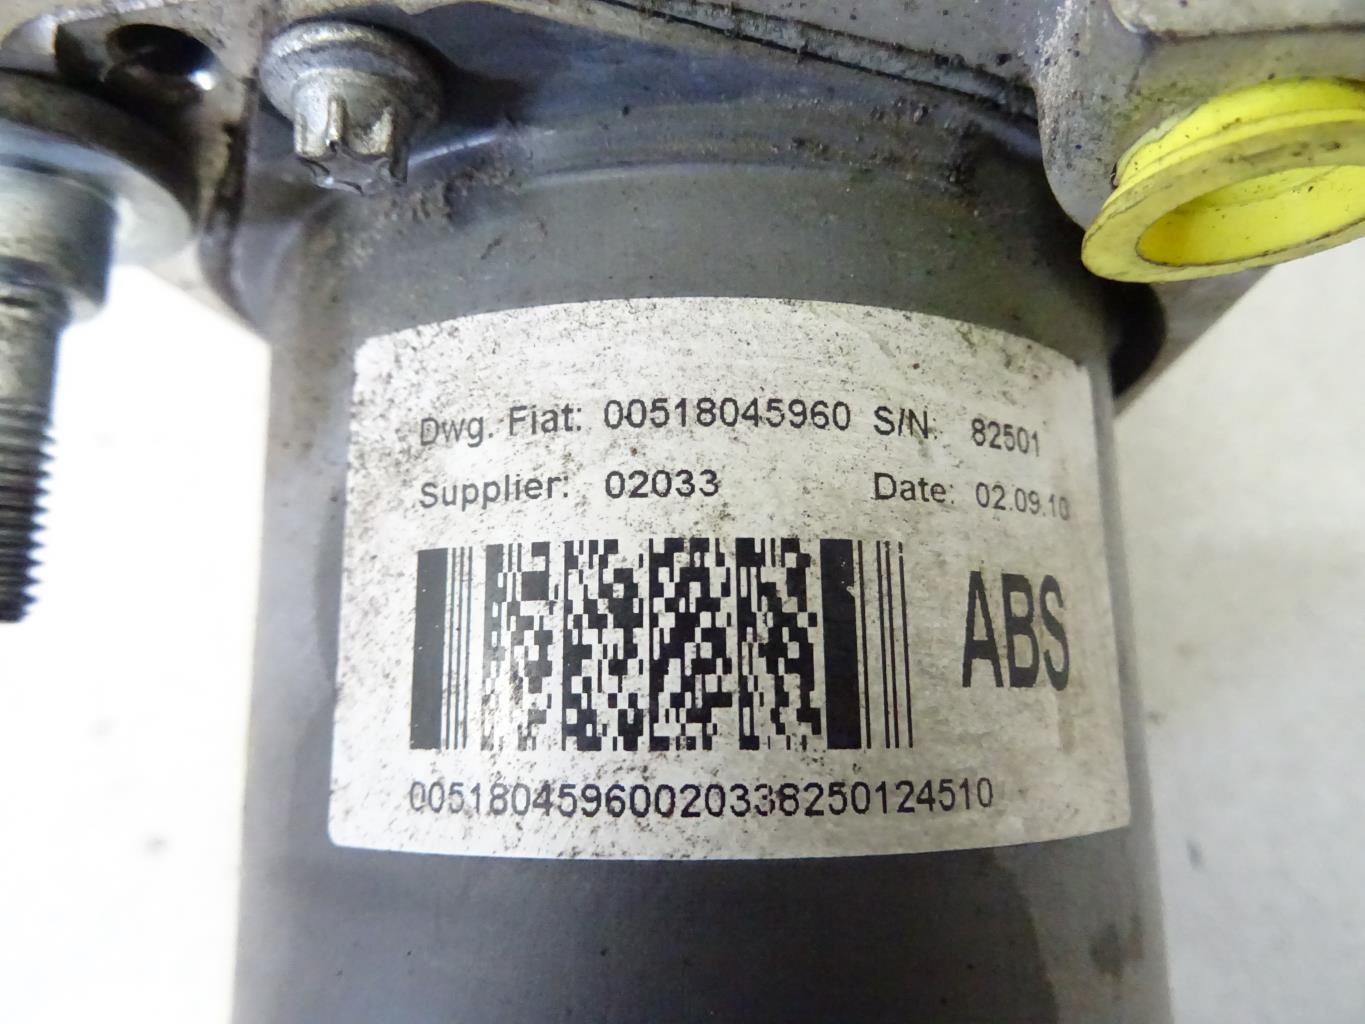 Dwg. Fiat: 00518045960 S/N: 82501
Supplier: 02033 Date: 02.09.10
ABS
00518045960020338250124510